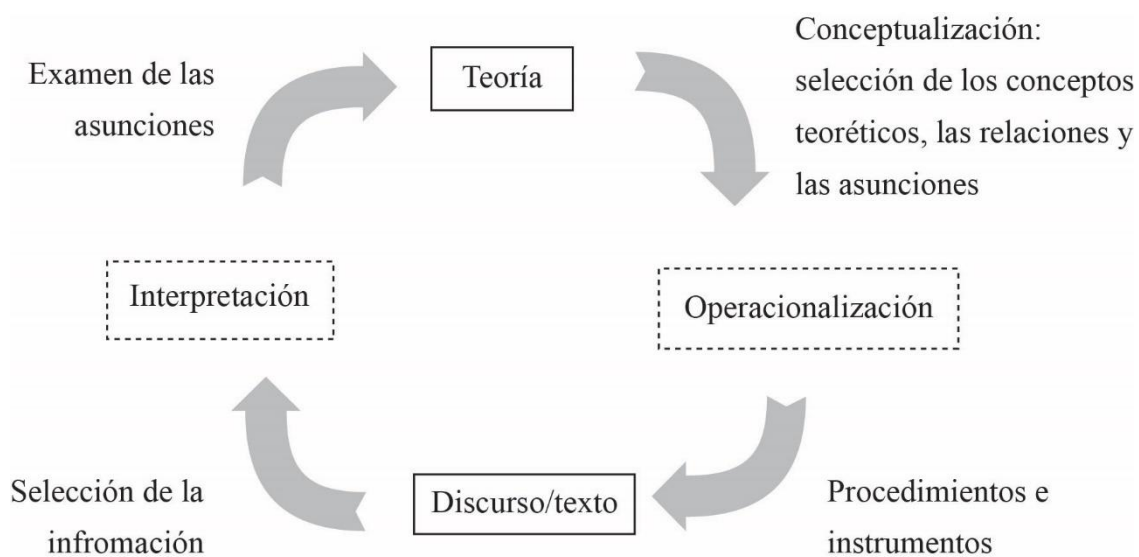 Examen de las
asunciones
Teoría
Conceptualización:
selección de los conceptos
teoréticos, las relaciones y
las asunciones
Interpretación
Operacionalización
Selección de la
infromación
Discurso/texto
Procedimientos e
instrumentos